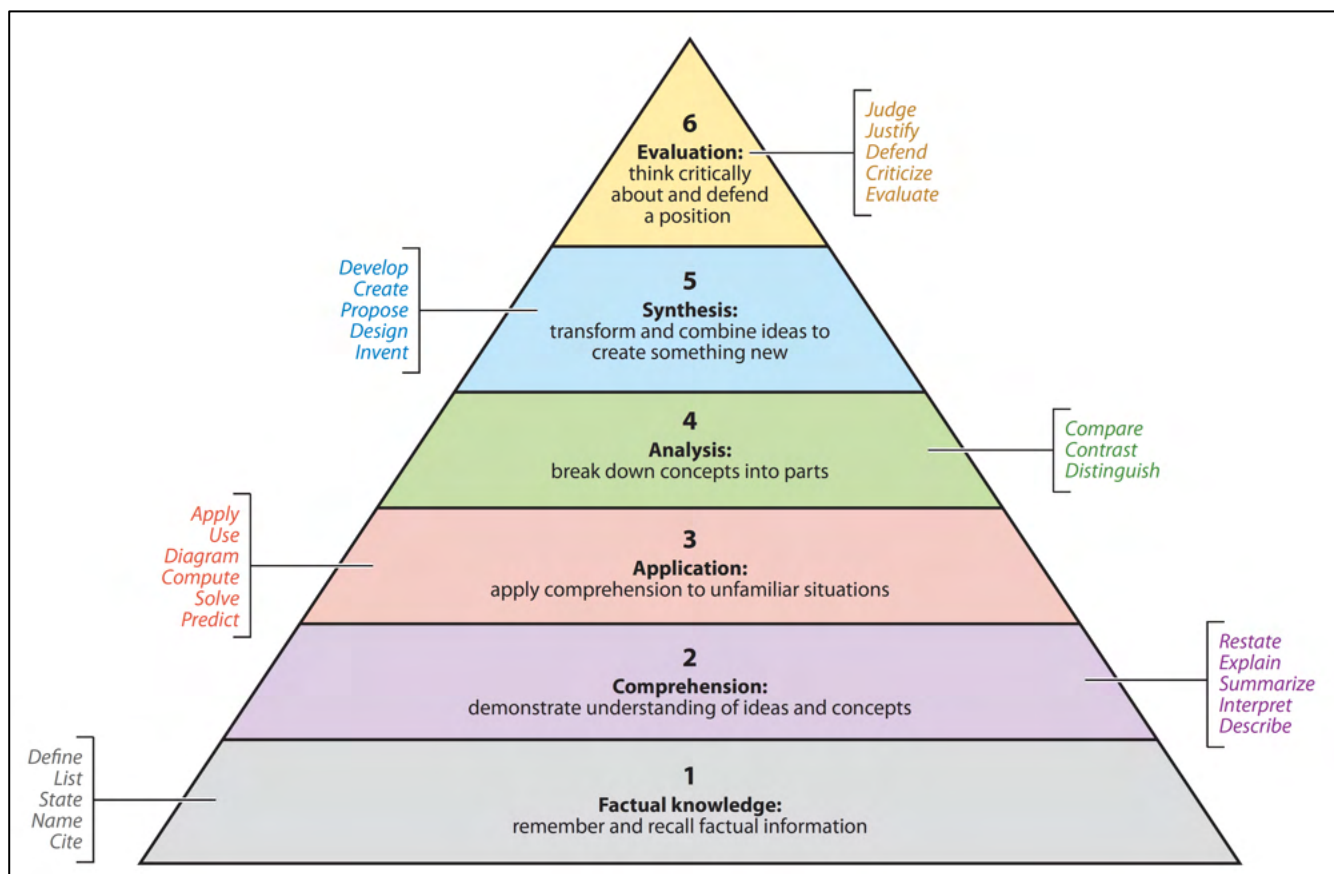 6
Evaluation:
think critically
about and defend
a position
Judge
Justify
Defend
Criticize
Evaluate
Develop
Create
Propose
Design
Invent
5
Synthesis:
transform and combine ideas to
create something new
4
Analysis:
break down concepts into parts
Compare
Contrast
Distinguish
Apply
Use
Diagram
Compute
Solve
Predict
3
Application:
apply comprehension to unfamiliar situations
2
Comprehension:
demonstrate understanding of ideas and concepts
Restate
Explain
Summarize
Interpret
Describe
Define
List
State
Name
Cite
1
Factual knowledge:
remember and recall factual information